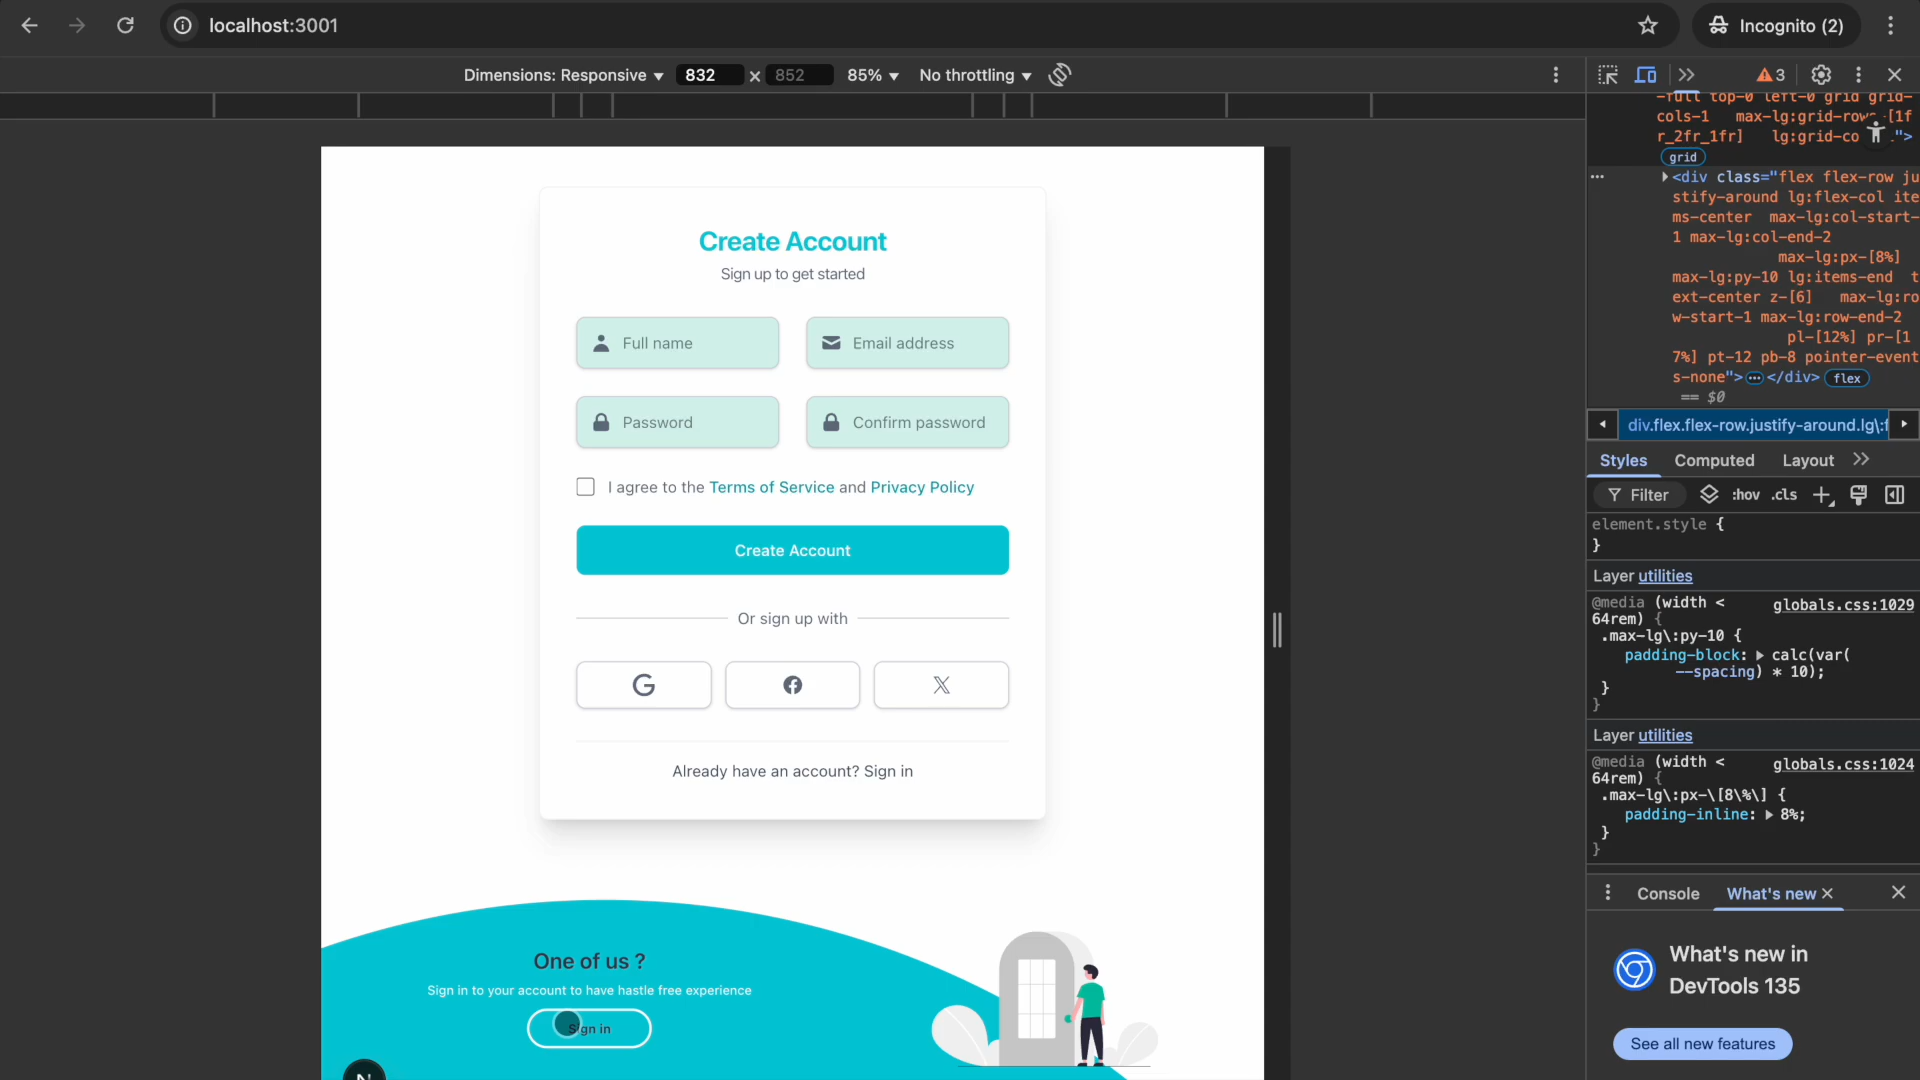 localhost:3001
Incognito (2)
Dimensions: Responsive
832 x 852
85%
No throttling
3
-full top-0 left-0 grid grid-
cols-1 max-lg:grid-rows-[1f
r_2fr_1fr] lg:grid-co ">
grid
<div class="flex flex-row ju
stify-around lg:flex-col ite
ms-center max-lg:col-start-
1 max-lg:col-end-2
max-lg:px-[8%]
max-lg:py-10 lg:items-end t
ext-center z-[6] max-lg:ro
w-start-1 max-lg:row-end-2
pl-[12%] pr-[1
7%] pt-12 pb-8 pointer-event
s-none">…</div> flex
== $0
div.flex.flex-row.justify-around.lg\:f
Styles Computed Layout
Filter :hov .cls
element.style {
}
Layer utilities
@media (width < globals.css:1029
64rem) {
.max-lg\:py-10 {
padding-block: calc(var(
--spacing) * 10);
}
}
Layer utilities
@media (width < globals.css:1024
64rem) {
.max-lg\:px-\[8\%\] {
padding-inline: 8%;
}
}
Console What's new
What's new in
DevTools 135
See all new features
Create Account
Sign up to get started
Full name
Email address
Password
Confirm password
I agree to the Terms of Service and Privacy Policy
Create Account
Or sign up with
Already have an account? Sign in
One of us ?
Sign in to your account to have hastle free experience
Sign in